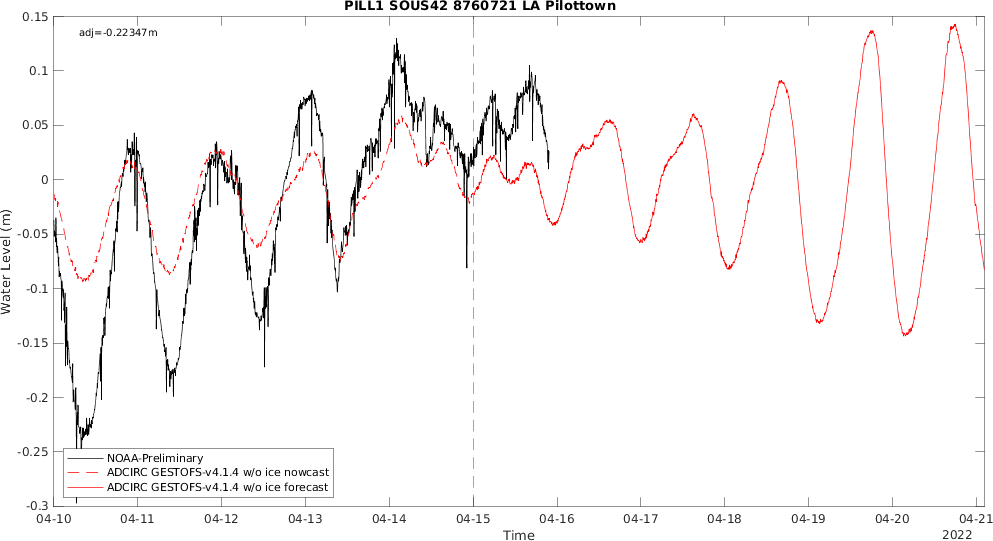 PILL1 SOUS42 8760721 LA Pilottown
adj=-0.22347m
Water Level (m)
0.15
0.1
0.05
0
-0.05
-0.1
-0.15
-0.2
-0.25
-0.3
NOAA-Preliminary
ADCIRC GESTOFS-v4.1.4 w/o ice nowcast
ADCIRC GESTOFS-v4.1.4 w/o ice forecast
04-10 04-11 04-12 04-13 04-14 04-15 04-16 04-17 04-18 04-19 04-20 04-21
Time
2022